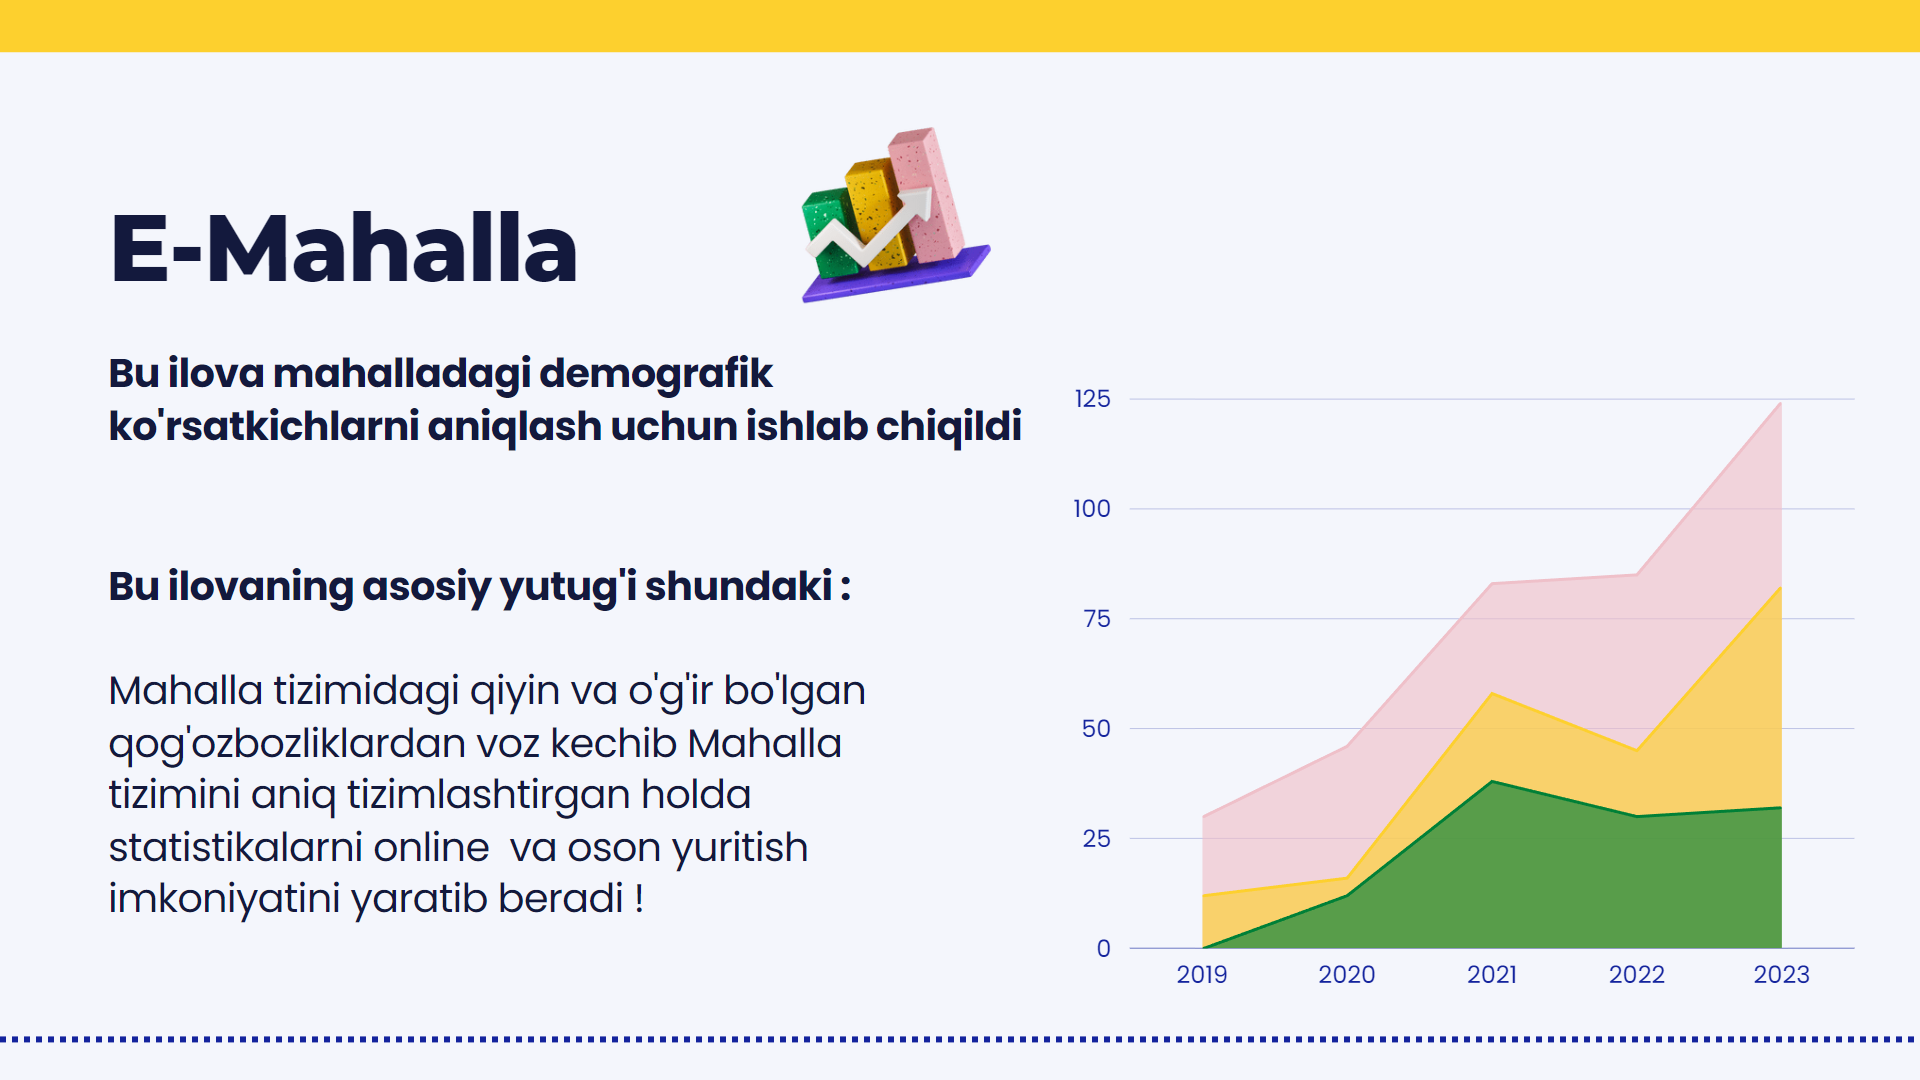 E-Mahalla
Bu ilova mahalladagi demografik
ko'rsatkichlarni aniqlash uchun ishlab chiqildi
Bu ilovaning asosiy yutug'i shundaki :
Mahalla tizimidagi qiyin va o'g'ir bo'lgan
qog'ozbozliklardan voz kechib Mahalla
tizimini aniq tizimlashtirgan holda
statistikalarni online  va oson yuritish
imkoniyatini yaratib beradi !
125
100
75
50
25
0
2019 2020 2021 2022 2023